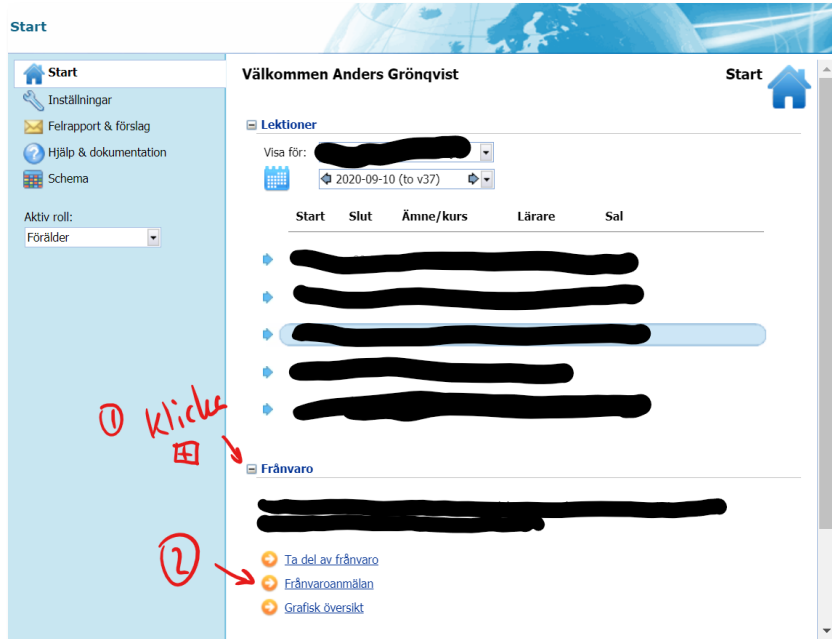 Start
Start
Inställningar
Felrapport & förslag
Hjälp & dokumentation
Schema
Aktiv roll:
Förälder
Välkommen Anders Grönqvist
Start
Lektioner
Visa för:
2020-09-10 (to v37)
Start Slut Ämne/kurs Lärare Sal
① Klicka
Frånvaro
Ta del av frånvaro
② Frånvaroanmälan
Grafisk översikt